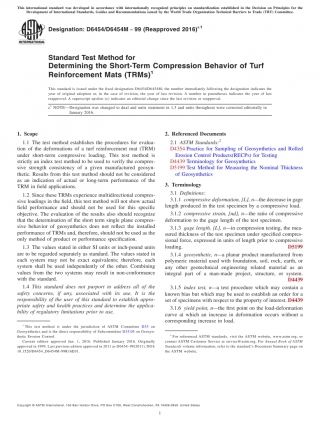 This international standard was developed in accordance with internationally recognized principles on standardization established in the Decision on Principles for the
Development of International Standards, Guides and Recommendations issued by the World Trade Organization Technical Barriers to Trade (TBT) Committee.
Designation: D6454/D6454M − 99 (Reapproved 2016)ε1
Standard Test Method for
Determining the Short-Term Compression Behavior of Turf
Reinforcement Mats (TRMs)1
This standard is issued under the fixed designation D6454/D6454M; the number immediately following the designation indicates the
year of original adoption or, in the case of revision, the year of last revision. A number in parentheses indicates the year of last
reapproval. A superscript epsilon (ε) indicates an editorial change since the last revision or reapproval.
ε1 NOTE—Designation was changed to dual and units statement in 1.3 and units throughout were corrected editorially in
January 2016.
1. Scope
1.1 The test method establishes the procedures for evalua-
tion of the deformations of a turf reinforcement mat (TRM)
under short-term compressive loading. This test method is
strictly an index test method to be used to verify the compres-
sive strength consistency of a given manufactured geosyn-
thetic. Results from this test method should not be considered
as an indication of actual or long-term performance of the
TRM in field applications.
1.2 Since these TRMs experience multidirectional compres-
sive loadings in the field, this test method will not show actual
field performance and should not be used for this specific
objective. The evaluation of the results also should recognize
that the determination of the short term single plane compres-
sive behavior of geosynthetics does not reflect the installed
performance of TRMs and, therefore, should not be used as the
only method of product or performance specification.
1.3 The values stated in either SI units or inch-pound units
are to be regarded separately as standard. The values stated in
each system may not be exact equivalents; therefore, each
system shall be used independently of the other. Combining
values from the two systems may result in non-conformance
with the standard.
1.4 This standard does not purport to address all of the
safety concerns, if any, associated with its use. It is the
responsibility of the user of this standard to establish appro-
priate safety and health practices and determine the applica-
bility of regulatory limitations prior to use.
1 This test method is under the jurisdiction of ASTM Committee D35 on
Geosynthetics and is the direct responsibility of Subcommittee D35.05 on Geosyn-
thetic Erosion Control.
Current edition approved Jan. 1, 2016. Published January 2016. Originally
approved in 1999. Last previous edition approved in 2011 as D6454–99(2011). DOI:
10.1520/D6454_D6454M-99R16E01.
2. Referenced Documents
2.1 ASTM Standards:2
D4354 Practice for Sampling of Geosynthetics and Rolled
Erosion Control Products(RECPs) for Testing
D4439 Terminology for Geosynthetics
D5199 Test Method for Measuring the Nominal Thickness
of Geosynthetics
3. Terminology
3.1 Definitions:
3.1.1 compressive deformation, [L], n—the decrease in gage
length produced in the test specimen by a compressive load.
3.1.2 compressive strain, [nd], n—the ratio of compressive
deformation to the gage length of the test specimen.
3.1.3 gauge length, [L], n—in compression testing, the mea-
sured thickness of the test specimen under specified compres-
sional force, expressed in units of length prior to compressive
loading. D5199
3.1.4 geosynthetic, n—a planar product manufactured from
polymeric material used with foundation, soil, rock, earth, or
any other geotechnical engineering related material as an
integral part of a man-made project, structure, or system.
D4439
3.1.5 index test, n—a test procedure which may contain a
known bias but which may be used to establish an order for a
set of specimens with respect to the property of interest. D4439
3.1.6 yield point, n—the first point on the load-deformation
curve at which an increase in deformation occurs without a
corresponding increase in load.
2 For referenced ASTM standards, visit the ASTM website, www.astm.org, or
contact ASTM Customer Service at service@astm.org. For Annual Book of ASTM
Standards volume information, refer to the standard's Document Summary page on
the ASTM website.
Copyright © ASTM International, 100 Barr Harbor Drive, PO Box C700, West Conshohocken, PA 19428-2959. United States
1